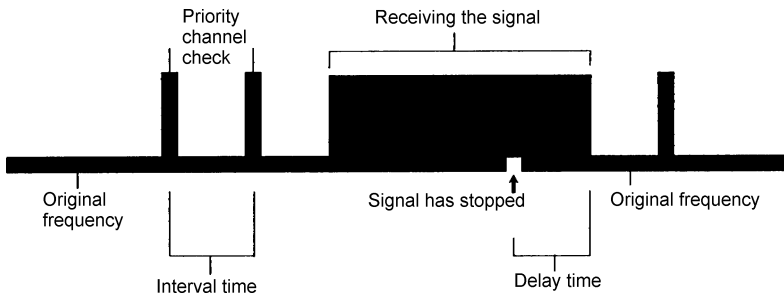 Priority
channel
check
Receiving the signal
Original
frequency
Signal has stopped
Original frequency
Interval time
Delay time